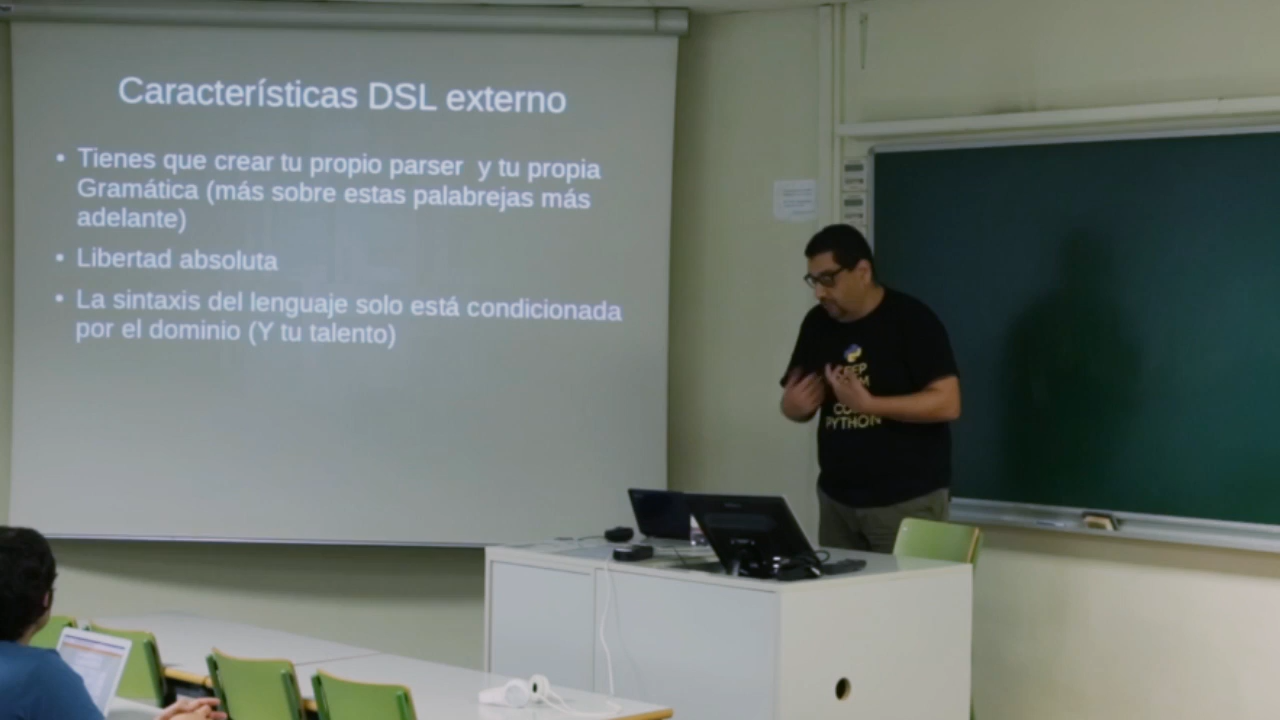 Características DSL externo
• Tienes que crear tu propio parser y tu propia
Gramática (más sobre estas palabrejas más
adelante)
• Libertad absoluta
• La sintaxis del lenguaje solo está condicionada
por el dominio (Y tu talento)
PYTHON